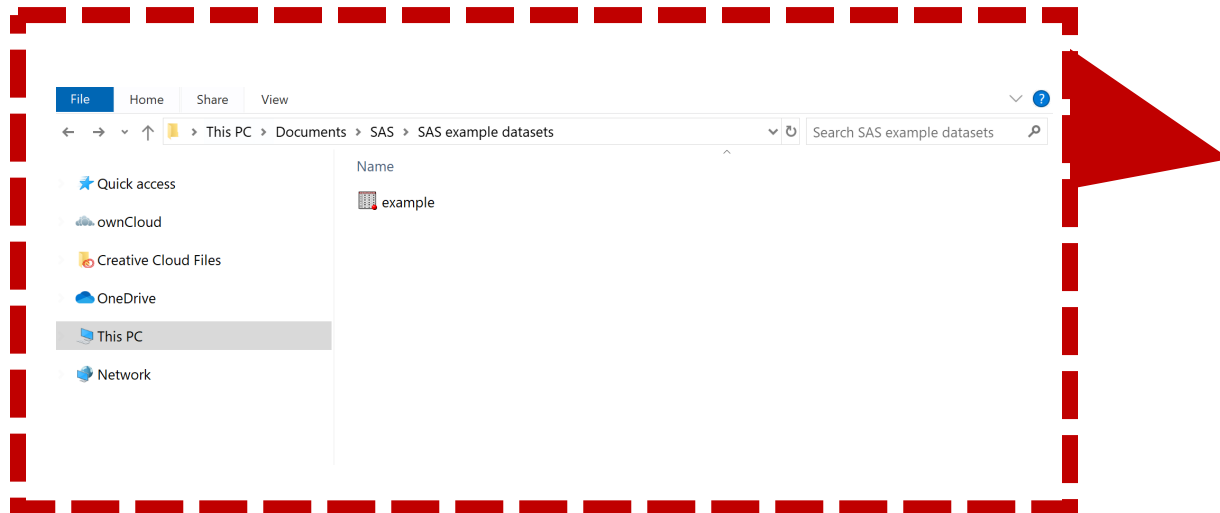 File Home Share View ?
This PC > Documents > SAS > SAS example datasets Search SAS example datasets
Name
Quick access
example
ownCloud
Creative Cloud Files
OneDrive
This PC
Network